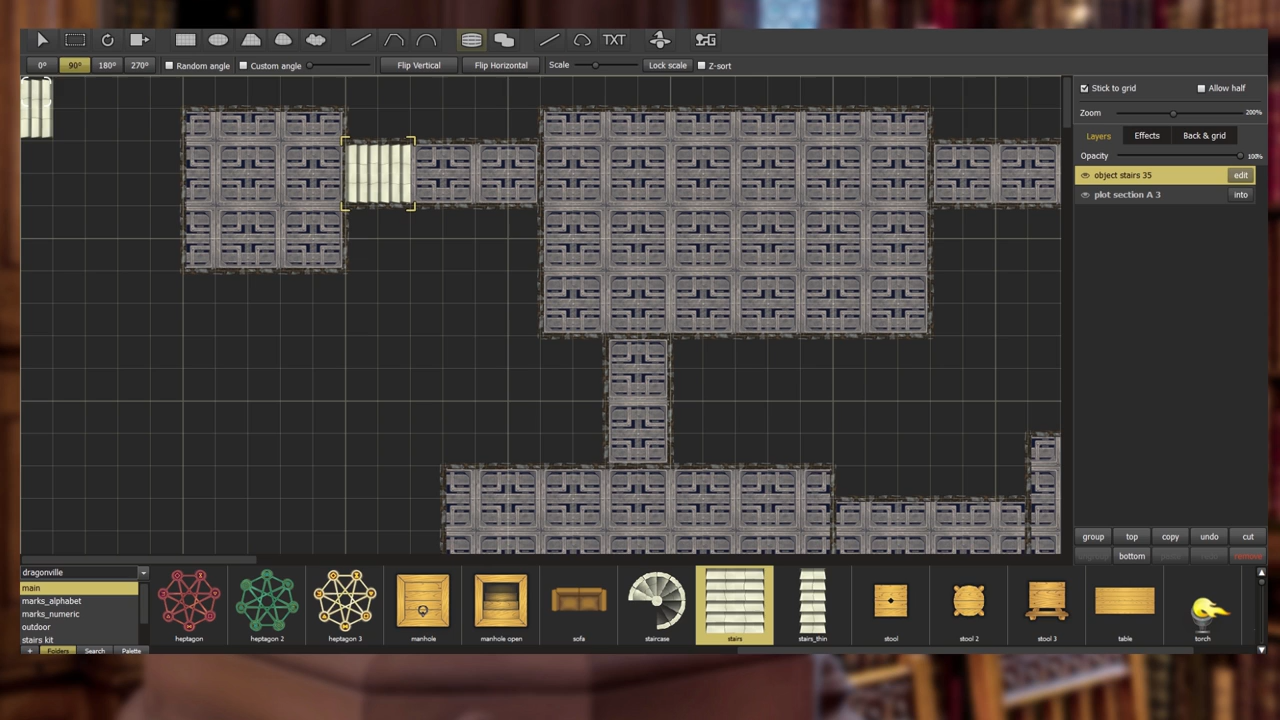 TXT
0° 90° 180° 270° Random angle Custom angle Flip Vertical Flip Horizontal Scale Lock scale Z-sort
Stick to grid Allow half
Zoom 200%
Layers Effects Back & grid
Opacity 100%
object stairs 35 edit
plot section A 3 into
group top copy undo cut
bottom remove
dragonville
main
marks_alphabet
marks_numeric
outdoor
stairs kit
+ Folders Search Palette
heptagon heptagon 2 heptagon 3 manhole manhole open sofa staircase stairs stairs_thin stool stool 2 stool 3 table torch